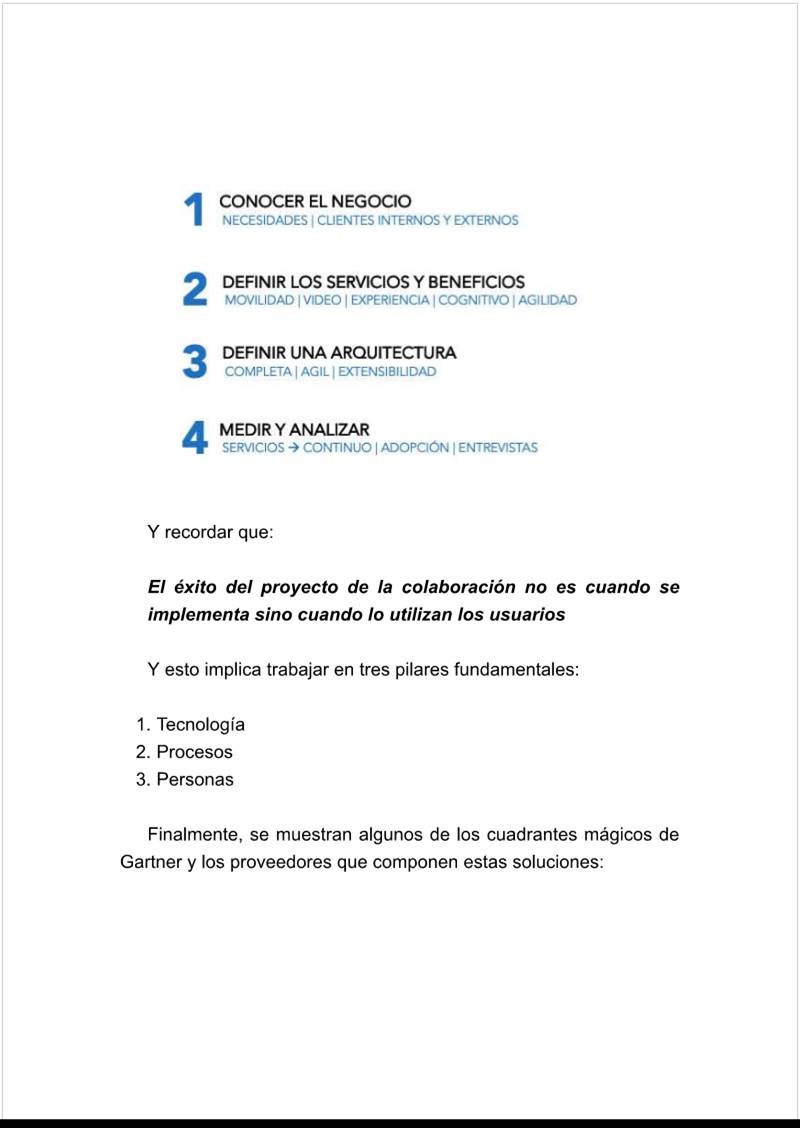 1 CONOCER EL NEGOCIO
NECESIDADES | CLIENTES INTERNOS Y EXTERNOS
2 DEFINIR LOS SERVICIOS Y BENEFICIOS
MOVILIDAD | VIDEO | EXPERIENCIA | COGNITIVO | AGILIDAD
3 DEFINIR UNA ARQUITECTURA
COMPLETA | AGIL | EXTENSIBILIDAD
4 MEDIR Y ANALIZAR
SERVICIOS → CONTINUO | ADOPCIÓN | ENTREVISTAS
Y recordar que:
El éxito del proyecto de la colaboración no es cuando se
implementa sino cuando lo utilizan los usuarios
Y esto implica trabajar en tres pilares fundamentales:
1. Tecnología
2. Procesos
3. Personas
Finalmente, se muestran algunos de los cuadrantes mágicos de
Gartner y los proveedores que componen estas soluciones: